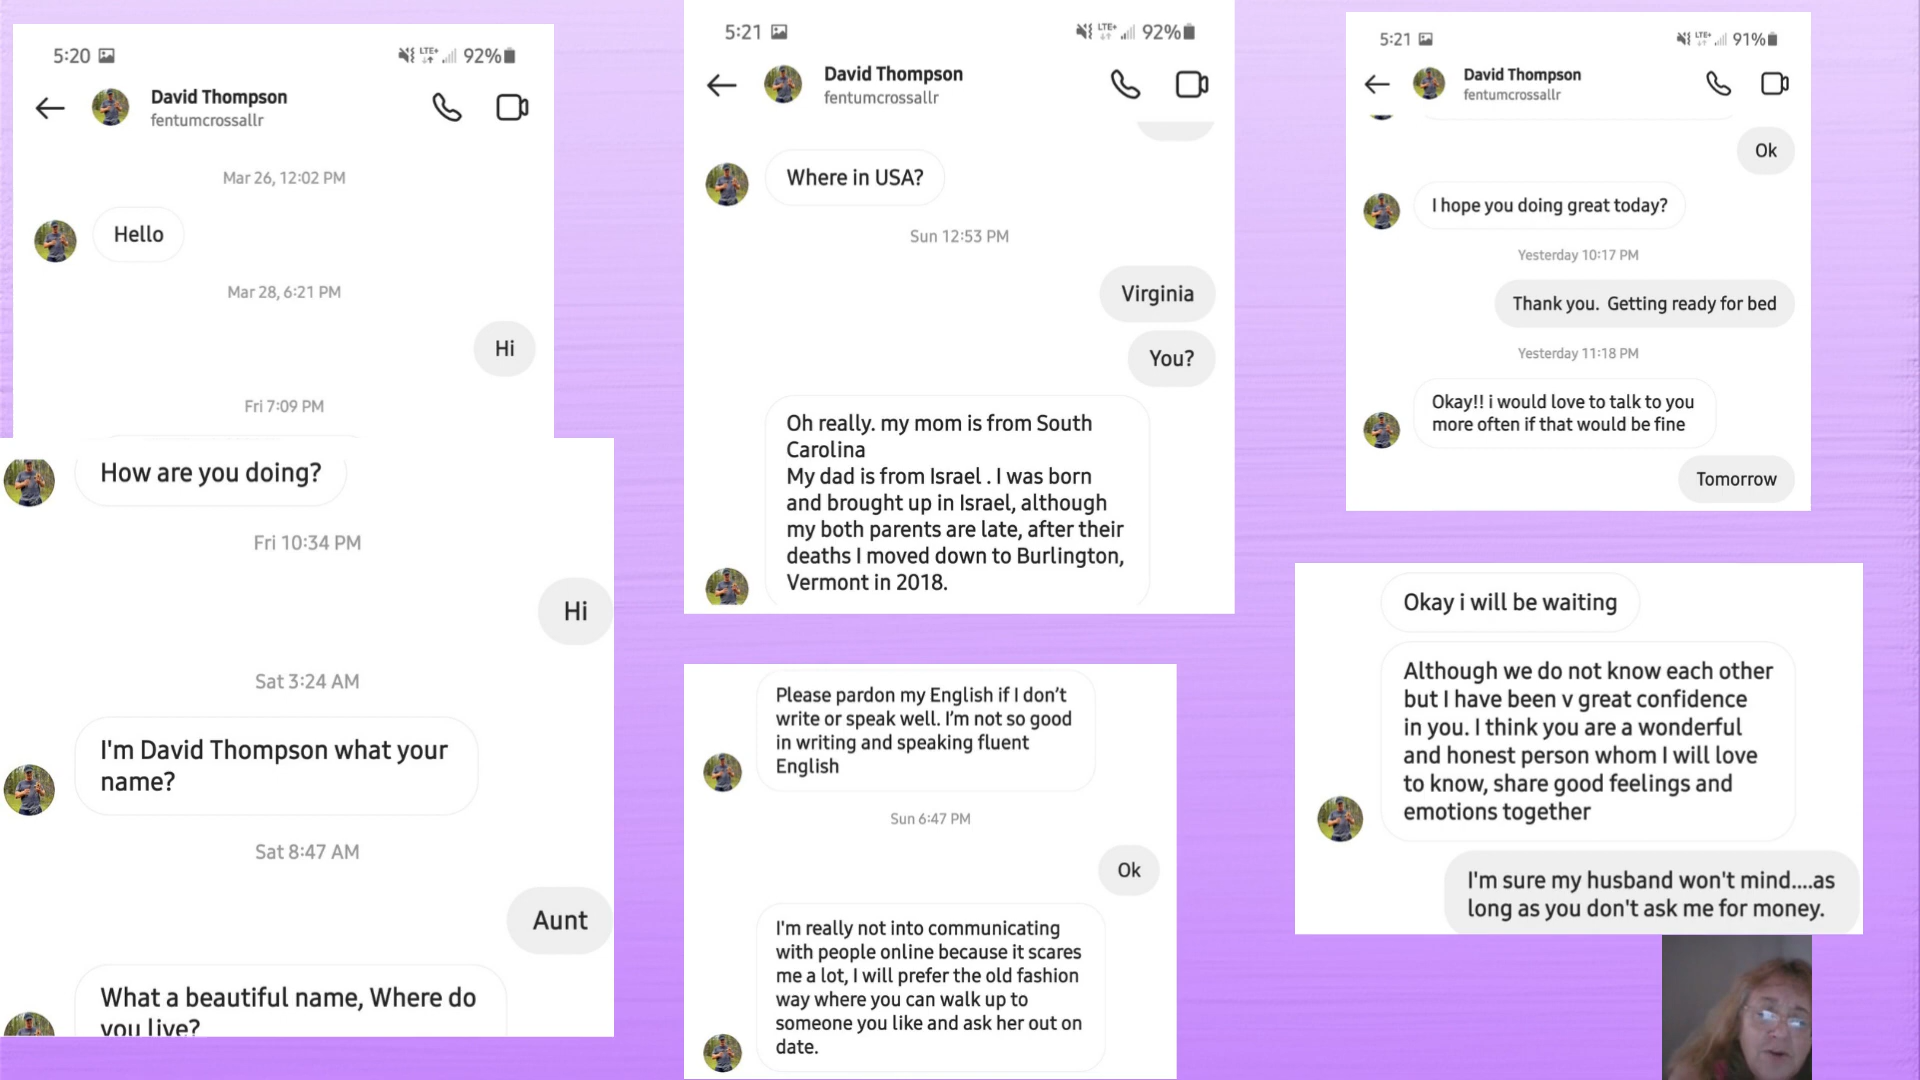 5:20
LTE+
92%
David Thompson
fentumcrossallr
Mar 26, 12:02 PM
Hello
Mar 28, 6:21 PM
Hi
Fri 7:09 PM
How are you doing?
Fri 10:34 PM
Hi
Sat 3:24 AM
I'm David Thompson what your
name?
Sat 8:47 AM
Aunt
What a beautiful name, Where do
you live?
5:21
LTE+
92%
David Thompson
fentumcrossallr
Where in USA?
Sun 12:53 PM
Virginia
You?
Oh really. my mom is from South
Carolina
My dad is from Israel . I was born
and brought up in Israel, although
my both parents are late, after their
deaths I moved down to Burlington,
Vermont in 2018.
Please pardon my English if I don’t
write or speak well. I’m not so good
in writing and speaking fluent
English
Sun 6:47 PM
Ok
I'm really not into communicating
with people online because it scares
me a lot, I will prefer the old fashion
way where you can walk up to
someone you like and ask her out on
date.
5:21
LTE+
91%
David Thompson
fentumcrossallr
Ok
I hope you doing great today?
Yesterday 10:17 PM
Thank you. Getting ready for bed
Yesterday 11:18 PM
Okay!! i would love to talk to you
more often if that would be fine
Tomorrow
Okay i will be waiting
Although we do not know each other
but I have been v great confidence
in you. I think you are a wonderful
and honest person whom I will love
to know, share good feelings and
emotions together
I'm sure my husband won't mind....as
long as you don't ask me for money.